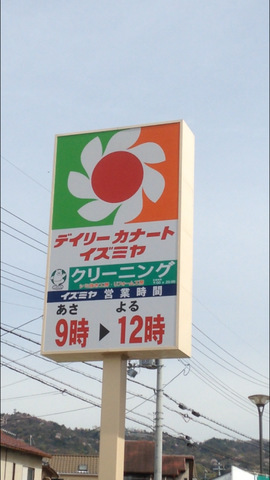 デイリーカナート
イズミヤ
クリーニング
イズミヤ 営業時間
あさ よる
9時 ▶ 12時